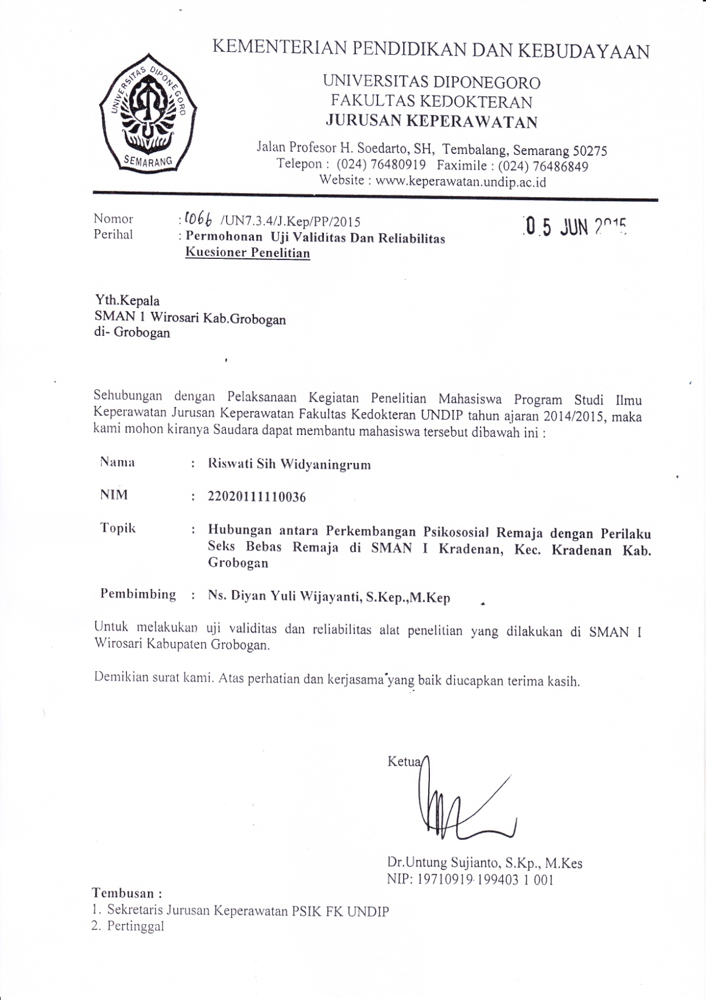 KEMENTERIAN PENDIDIKAN DAN KEBUDAYAAN
UNIVERSITAS DIPONEGORO
SEMARANG
UNIVERSITAS DIPONEGORO
FAKULTAS KEDOKTERAN
JURUSAN KEPERAWATAN
Jalan Profesor H. Soedarto, SH, Tembalang, Semarang 50275
Telepon : (024) 76480919 Faximile : (024) 76486849
Website : www.keperawatan.undip.ac.id
Nomor : 1066 /UN7.3.4/J.Kep/PP/2015
05 JUN 2015
Perihal : Permohonan Uji Validitas Dan Reliabilitas
Kuesioner Penelitian
Yth.Kepala
SMAN 1 Wirosari Kab.Grobogan
di- Grobogan
Sehubungan dengan Pelaksanaan Kegiatan Penelitian Mahasiswa Program Studi Ilmu
Keperawatan Jurusan Keperawatan Fakultas Kedokteran UNDIP tahun ajaran 2014/2015, maka
kami mohon kiranya Saudara dapat membantu mahasiswa tersebut dibawah ini :
Nama : Riswati Sih Widyaningrum
NIM : 22020111110036
Topik : Hubungan antara Perkembangan Psikososial Remaja dengan Perilaku
Seks Bebas Remaja di SMAN I Kradenan, Kec. Kradenan Kab.
Grobogan
Pembimbing : Ns. Diyan Yuli Wijayanti, S.Kep.,M.Kep
Untuk melakukan uji validitas dan reliabilitas alat penelitian yang dilakukan di SMAN I
Wirosari Kabupaten Grobogan.
Demikian surat kami. Atas perhatian dan kerjasama yang baik diucapkan terima kasih.
Ketua
Dr.Untung Sujianto, S.Kp., M.Kes
NIP: 19710919 199403 1 001
Tembusan :
1. Sekretaris Jurusan Keperawatan PSIK FK UNDIP
2. Pertinggal